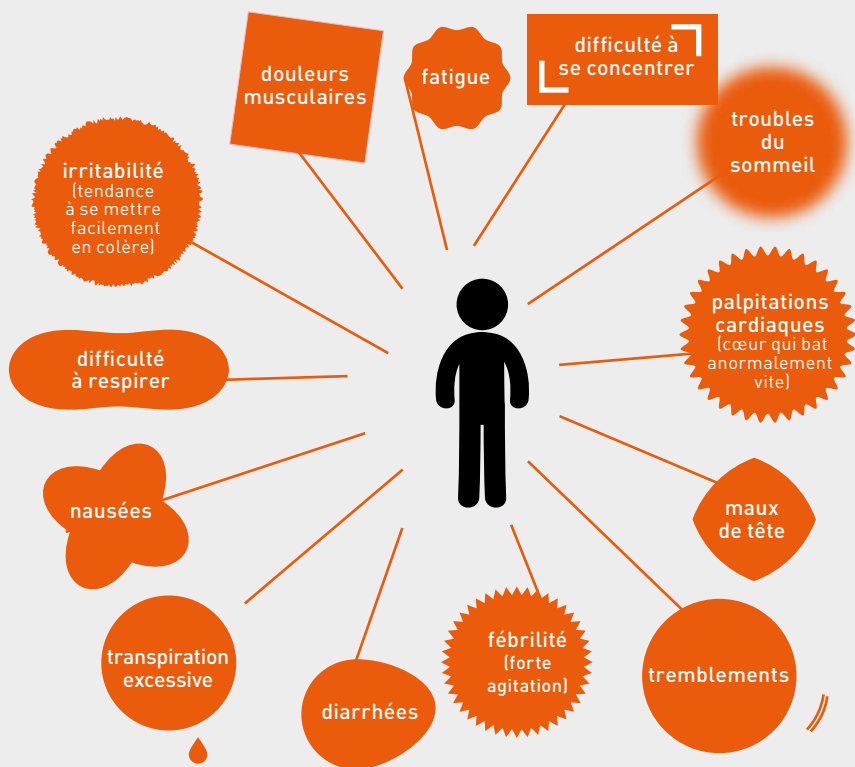 douleurs
musculaires
fatigue
difficulté à
se concentrer
troubles
du
sommeil
irritabilité
(tendance
à se mettre
facilement
en colère)
palpitations
cardiaques
(cœur qui bat
anormalement
vite)
difficulté
à respirer
nausées
maux
de tête
transpiration
excessive
diarrhées
fébrilité
(forte
agitation)
tremblements